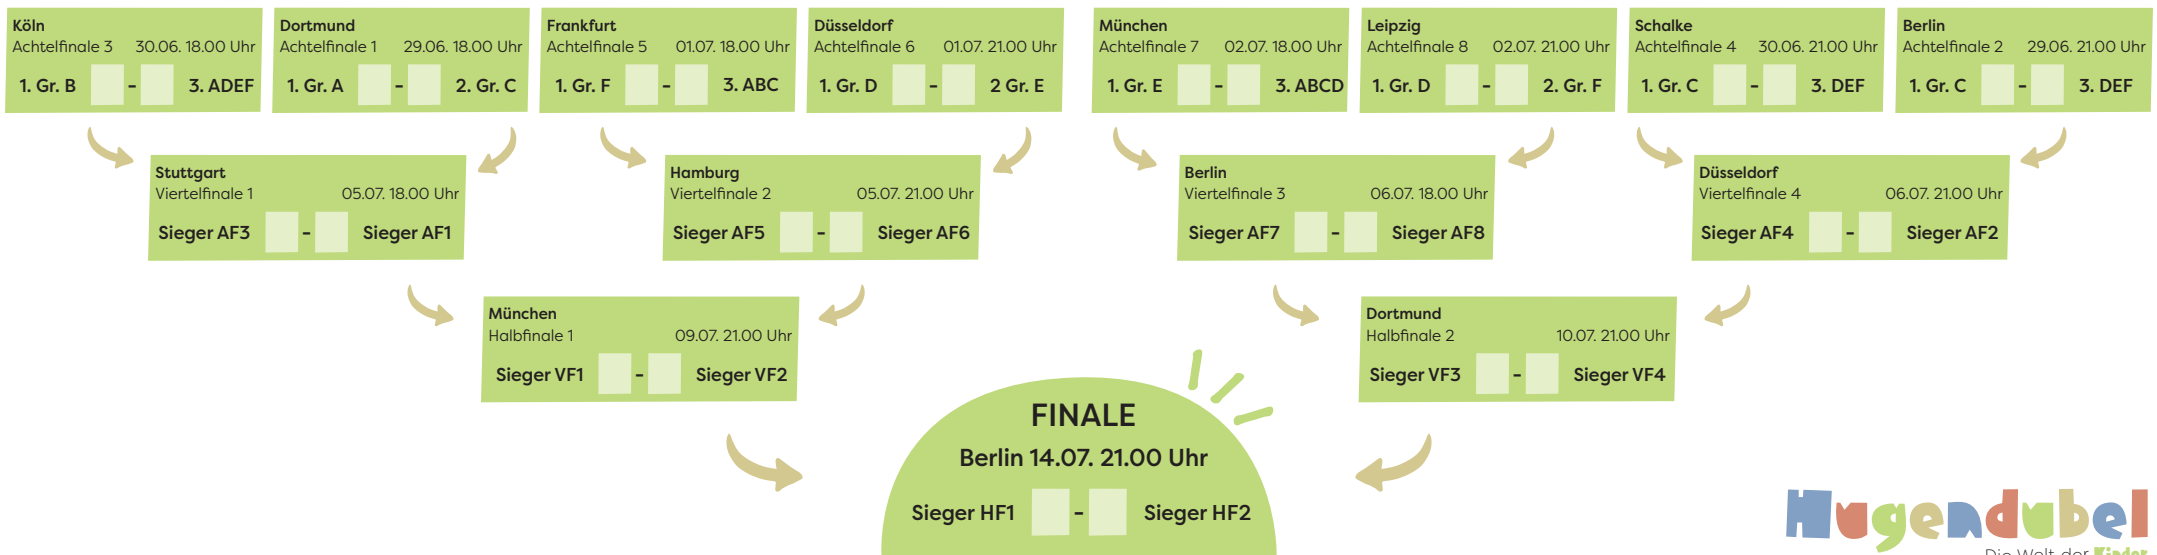 Köln
Achtelfinale 3 30.06. 18.00 Uhr
1. Gr. B - 3. ADEF
Dortmund
Achtelfinale 1 29.06. 18.00 Uhr
1. Gr. A - 2. Gr. C
Frankfurt
Achtelfinale 5 01.07. 18.00 Uhr
1. Gr. F - 3. ABC
Düsseldorf
Achtelfinale 6 01.07. 21.00 Uhr
1. Gr. D - 2 Gr. E
München
Achtelfinale 7 02.07. 18.00 Uhr
1. Gr. E - 3. ABCD
Leipzig
Achtelfinale 8 02.07. 21.00 Uhr
1. Gr. D - 2. Gr. F
Schalke
Achtelfinale 4 30.06. 21.00 Uhr
1. Gr. C - 3. DEF
Berlin
Achtelfinale 2 29.06. 21.00 Uhr
1. Gr. C - 3. DEF
Stuttgart
Viertelfinale 1 05.07. 18.00 Uhr
Sieger AF3 - Sieger AF1
Hamburg
Viertelfinale 2 05.07. 21.00 Uhr
Sieger AF5 - Sieger AF6
Berlin
Viertelfinale 3 06.07. 18.00 Uhr
Sieger AF7 - Sieger AF8
Düsseldorf
Viertelfinale 4 06.07. 21.00 Uhr
Sieger AF4 - Sieger AF2
München
Halbfinale 1 09.07. 21.00 Uhr
Sieger VF1 - Sieger VF2
Dortmund
Halbfinale 2 10.07. 21.00 Uhr
Sieger VF3 - Sieger VF4
FINALE
Berlin 14.07. 21.00 Uhr
Sieger HF1 - Sieger HF2
Hugendubel
Die Welt der Kinder